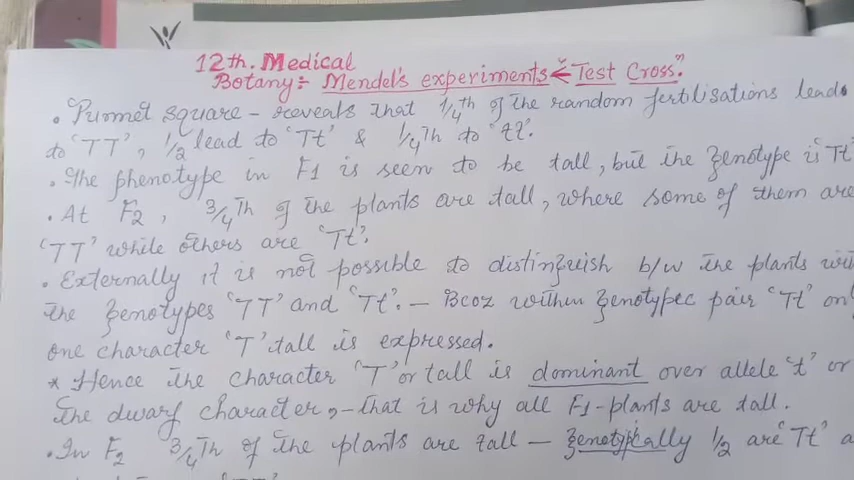 12th. Medical
Botany:- Mendel's experiments ← "Test Cross".
• Punnet square - reveals that 1/4th of the random fertilisations lead
to 'TT', 1/2 lead to 'Tt' & 1/4th to 'tt'.
• The phenotype in F1 is seen to be tall, but the genotype is 'Tt'
• At F2, 3/4th of the plants are tall, where some of them are
'TT' while others are 'Tt'.
• Externally it is not possible to distinguish b/w the plants wit
the genotypes 'TT' and 'Tt'. - Bcoz within genotypec pair 'Tt' on
one character 'T' tall is expressed.
* Hence the character 'T' or tall is dominant over allele 't' or
the dwarf character, - that is why all F1-plants are tall.
• In F2 3/4th of the plants are tall - genotypically 1/2 are 'Tt' a